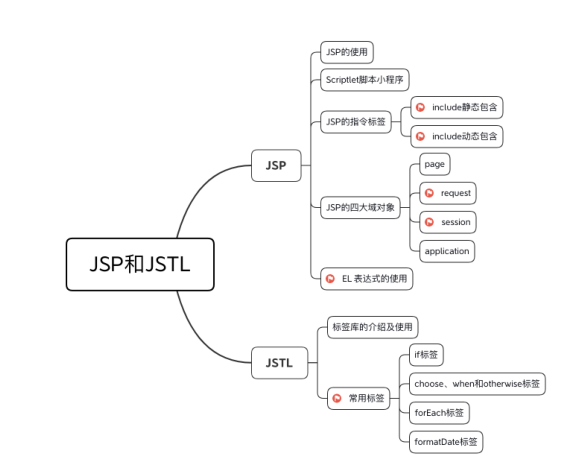 JSP和JSTL
JSP
JSP的使用
Scriptlet脚本小程序
JSP的指令标签
include静态包含
include动态包含
JSP的四大域对象
page
request
session
application
EL 表达式的使用
JSTL
标签库的介绍及使用
常用标签
if标签
choose、when和otherwise标签
forEach标签
formatDate标签